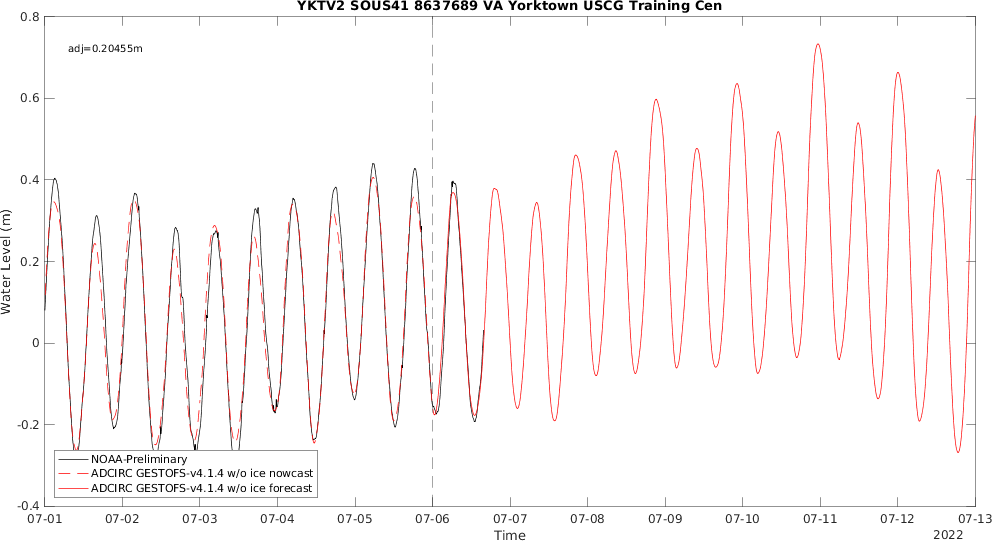 YKTV2 SOUS41 8637689 VA Yorktown USCG Training Cen
adj=0.20455m
0.8
0.6
0.4
0.2
0
-0.2
-0.4
Water Level (m)
NOAA-Preliminary
ADCIRC GESTOFS-v4.1.4 w/o ice nowcast
ADCIRC GESTOFS-v4.1.4 w/o ice forecast
07-01 07-02 07-03 07-04 07-05 07-06 07-07 07-08 07-09 07-10 07-11 07-12 07-13
Time
2022